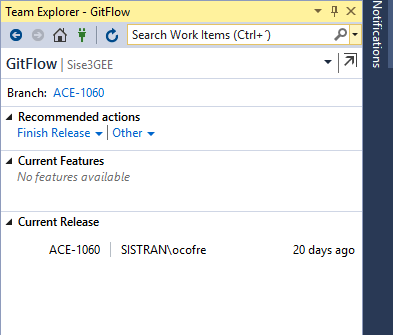 Team Explorer - GitFlow
Search Work Items (Ctrl+´)
GitFlow | Sise3GEE
Branch: ACE-1060
Recommended actions
Finish Release Other
Current Features
No features available
Current Release
ACE-1060 SISTRAN\ocofre 20 days ago
Notifications